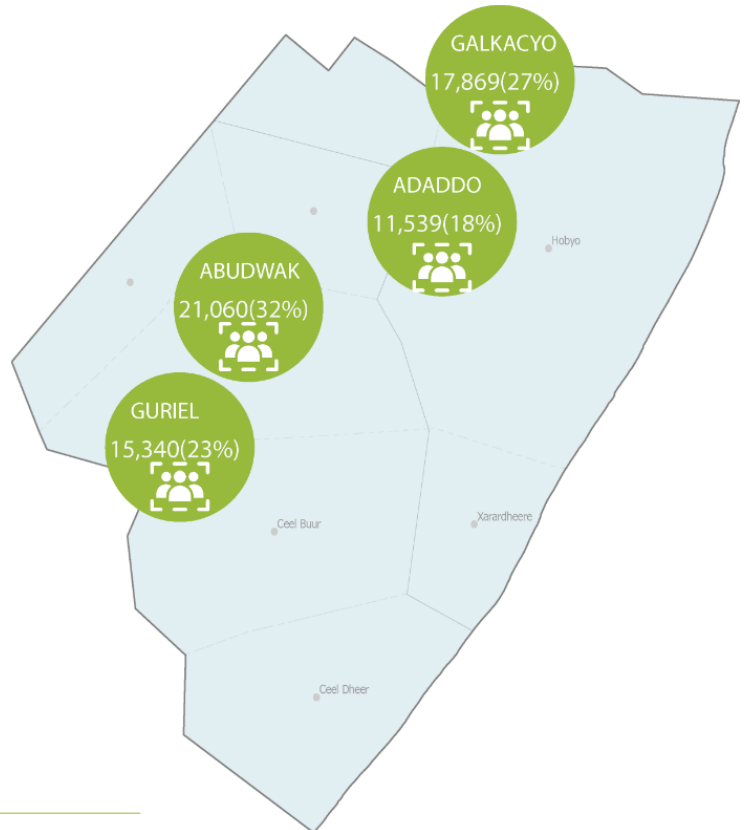 GALKACYO
17,869(27%)
ADADDO
11,539(18%)
Hobyo
ABUDWAK
21,060(32%)
GURIEL
15,340(23%)
Ceel Buur
Xarardheere
Ceel Dheer